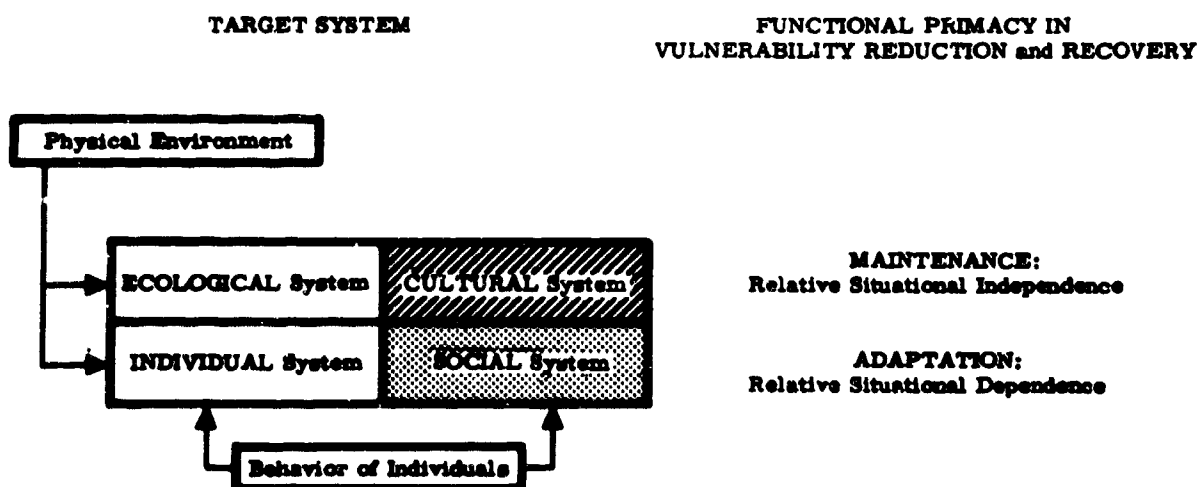 TARGET SYSTEM
FUNCTIONAL PRIMACY IN
VULNERABILITY REDUCTION and RECOVERY
Physical Environment
ECOLOGICAL System
CULTURAL System
MAINTENANCE:
Relative Situational Independence
INDIVIDUAL System
SOCIAL System
ADAPTATION:
Relative Situational Dependence
Behavior of Individuals